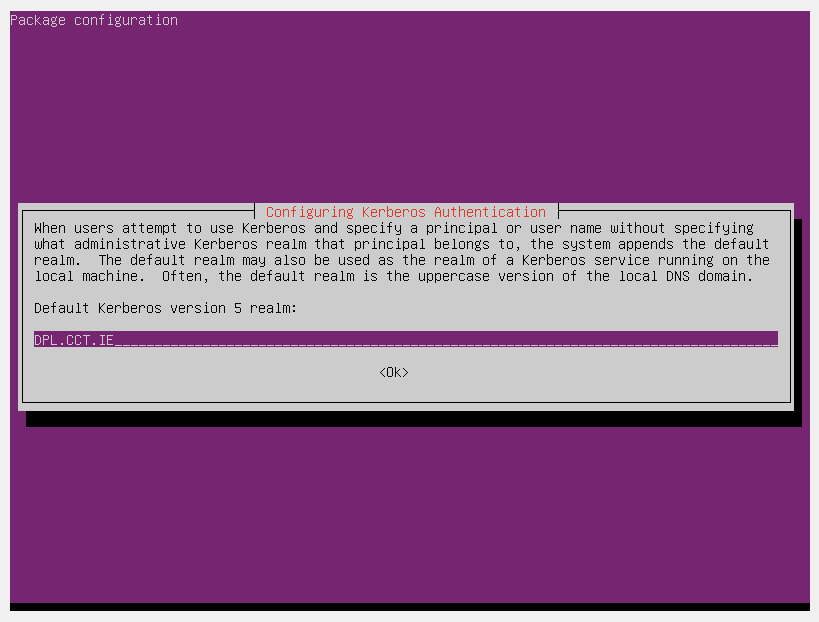 Package configuration
Configuring Kerberos Authentication
When users attempt to use Kerberos and specify a principal or user name without specifying
what administrative Kerberos realm that principal belongs to, the system appends the default
realm.  The default realm may also be used as the realm of a Kerberos service running on the
local machine.  Often, the default realm is the uppercase version of the local DNS domain.
Default Kerberos version 5 realm:
DPL.CCT.IE
<Ok>